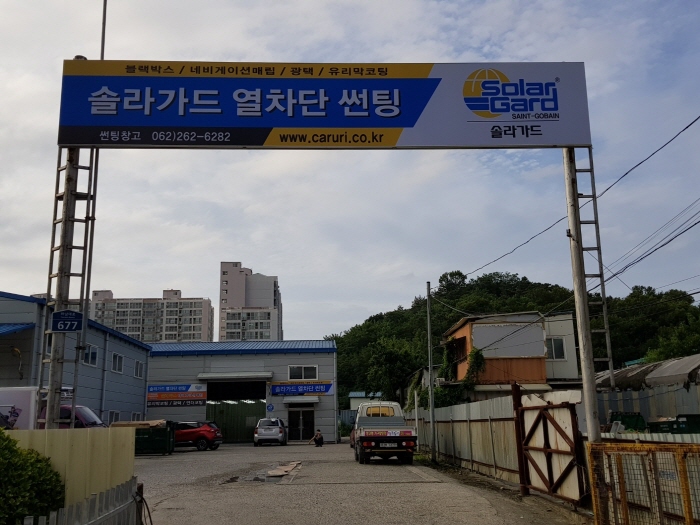 블랙박스 / 네비게이션매립 / 광택 / 유리막코팅
솔라가드 열차단 썬팅
썬팅창고 062)262-6282
www.caruri.co.kr
Solar Gard
SAINT-GOBAIN
솔라가드
677
솔라가드 열차단 썬팅
솔라가드 열차단 썬팅